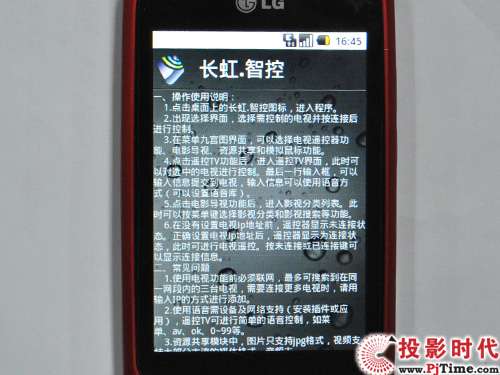 LG
16:45
长虹.智控
一、操作使用说明：
1.点击桌面上的长虹.智控图标，进入程序。
2.出现选择界面，选择需控制的电视并按连接后
进行控制。
3.在菜单九宫图界面，可以选择电视遥控器功
能、电影导视、资源共享和模拟鼠标功能。
4.点击遥控TV功能后，进入遥控TV界面，此时可
以对选中的电视进行控制。最后一行输入框，可以
输入信息提交到电视，输入信息可以使用语音方
式（可以设置语音库）。
5.点击电影导视功能后，进入影视分类列表。此
时可以按菜单键选择影视分类和影视搜索等功能。
6.在没有设置电视ip地址前，遥控器显示未连接状
态。正确设置电视ip地址后，遥控器显示为连接状
态，此时可进行电视遥控。按未连接或已连接键可
以显示连接信息。
二、常见问题
1.使用电视功能前必须联网，最多可搜索到在同
一网段内的三台电视，需要连接更多电视时，请用
输入IP的方式进行添加。
2.使用语音需设备及网络支持（安装插件或应
用），遥控TV可进行简单的语音控制，如菜
单、av、ok、0~99等。
3.资源共享模块中，图片只支持jpg格式，视频支
持大部分主流的媒体格式，音频支
投影时代
www.PjTime.com